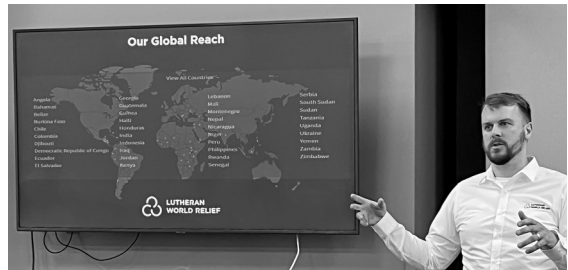 Our Global Reach
View All Countries
Angola
Bahamas
Belize
Burkina Faso
Chile
Colombia
Djibouti
Democratic Republic of Congo
Ecuador
El Salvador
Georgia
Guatemala
Guinea
Haiti
Honduras
India
Indonesia
Iraq
Jordan
Kenya
Lebanon
Mali
Montenegro
Nepal
Nicaragua
Niger
Peru
Philippines
Rwanda
Senegal
Serbia
South Sudan
Sudan
Tanzania
Uganda
Ukraine
Yemen
Zambia
Zimbabwe
LUTHERAN
WORLD RELIEF